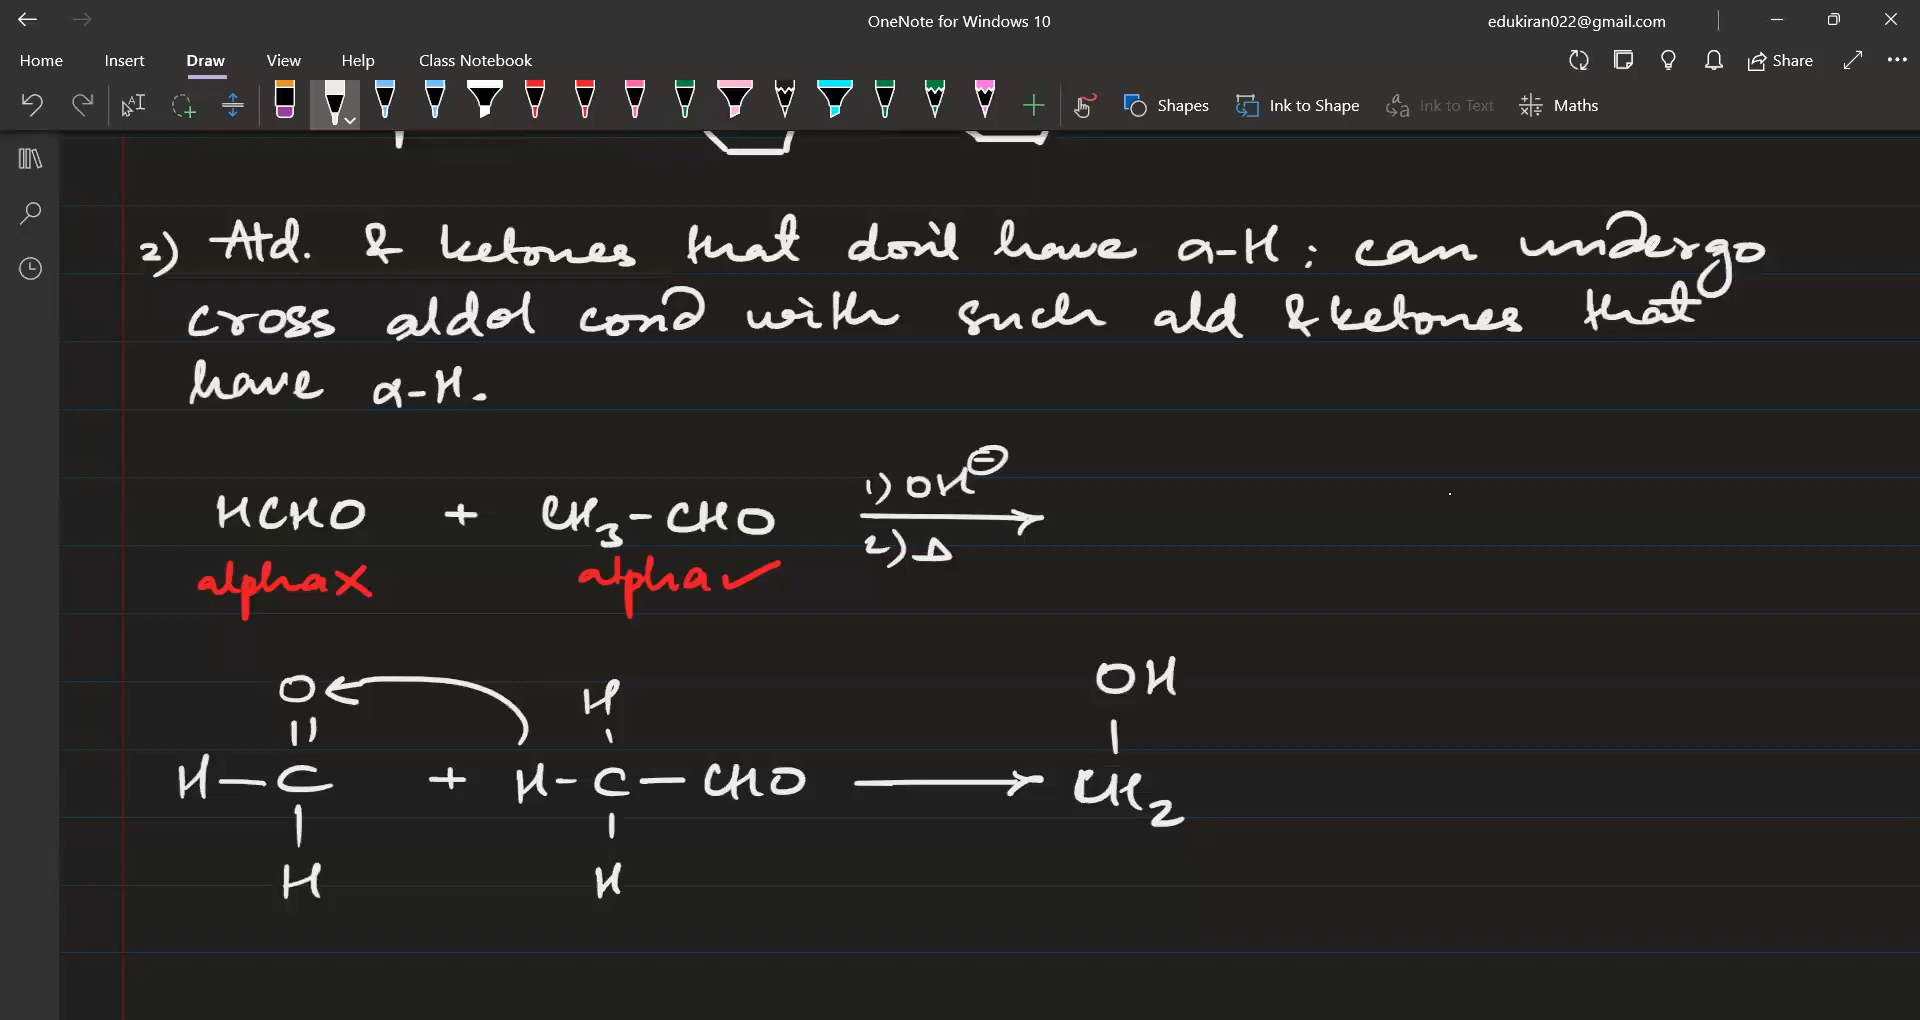 OneNote for Windows 10
edukiran022@gmail.com
Home Insert Draw View Help Class Notebook
Share
Shapes Ink to Shape Ink to Text Maths
2) Ald. & ketones that don't have α-H : can undergo
cross aldol cond with such ald & ketones that
have α-H.
1) OH⊖
HCHO + CH₃-CHO ⟶
2) Δ
alpha× alpha✓
O H OH
|| | |
H-C + H-C-CHO ⟶ CH₂
| |
H H